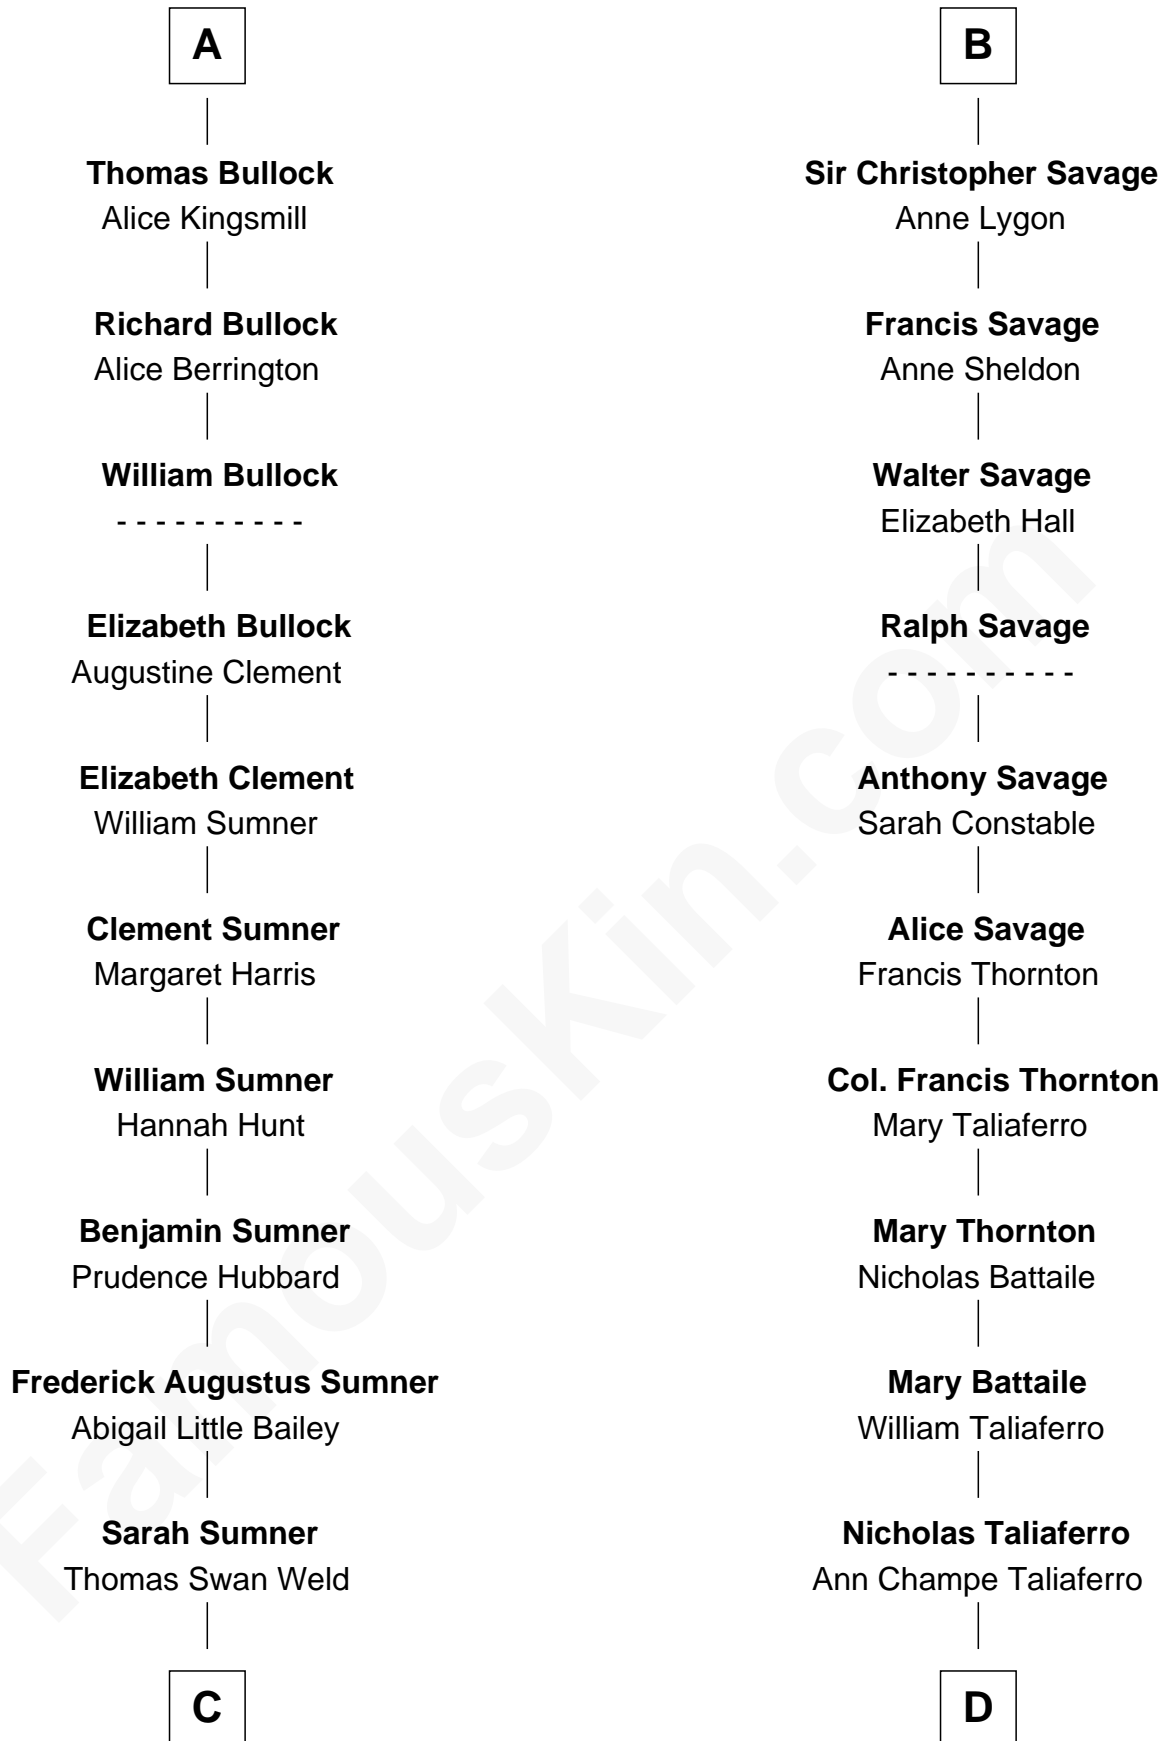 A
Thomas Bullock
Alice Kingsmill
Richard Bullock
Alice Berrington
William Bullock
- - - - - - - - - -
Elizabeth Bullock
Augustine Clement
Elizabeth Clement
William Sumner
Clement Sumner
Margaret Harris
William Sumner
Hannah Hunt
Benjamin Sumner
Prudence Hubbard
Frederick Augustus Sumner
Abigail Little Bailey
Sarah Sumner
Thomas Swan Weld
C
B
Sir Christopher Savage
Anne Lygon
Francis Savage
Anne Sheldon
Walter Savage
Elizabeth Hall
Ralph Savage
- - - - - - - - - -
Anthony Savage
Sarah Constable
Alice Savage
Francis Thornton
Col. Francis Thornton
Mary Taliaferro
Mary Thornton
Nicholas Battaile
Mary Battaile
William Taliaferro
Nicholas Taliaferro
Ann Champe Taliaferro
D
FamousKin.com